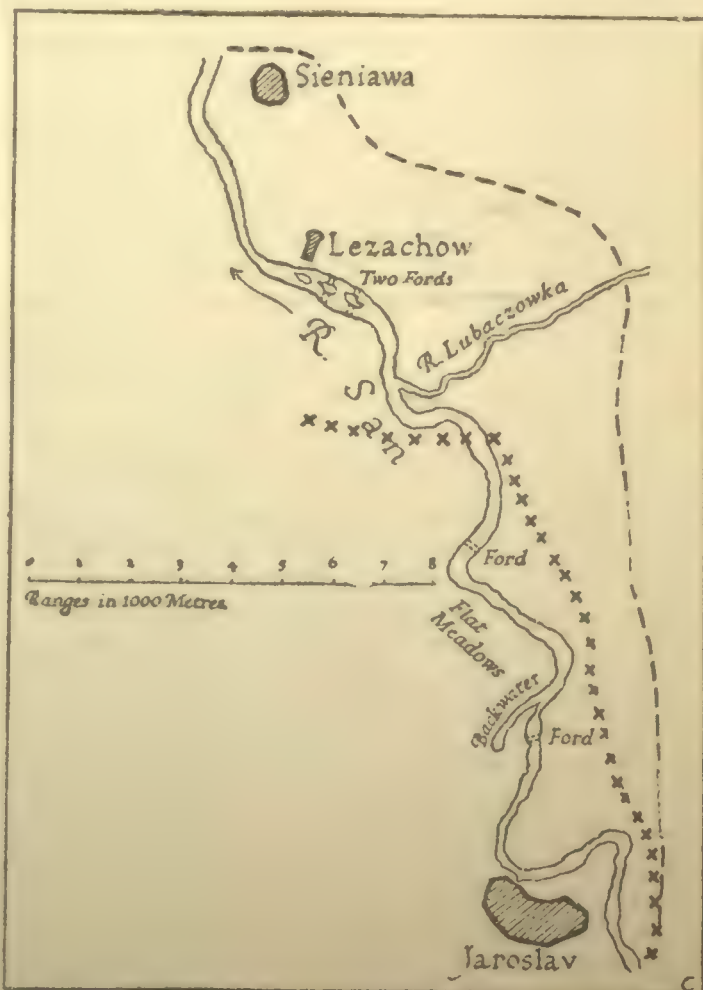 Sieniawa
Lezachow
Two Fords
R. Lubaczowka
R. San
0 1 2 3 4 5 6 7 8
Ranges in 1000 Metres
Ford
Flat
Meadows
Backwater
Ford
Jaroslav
C